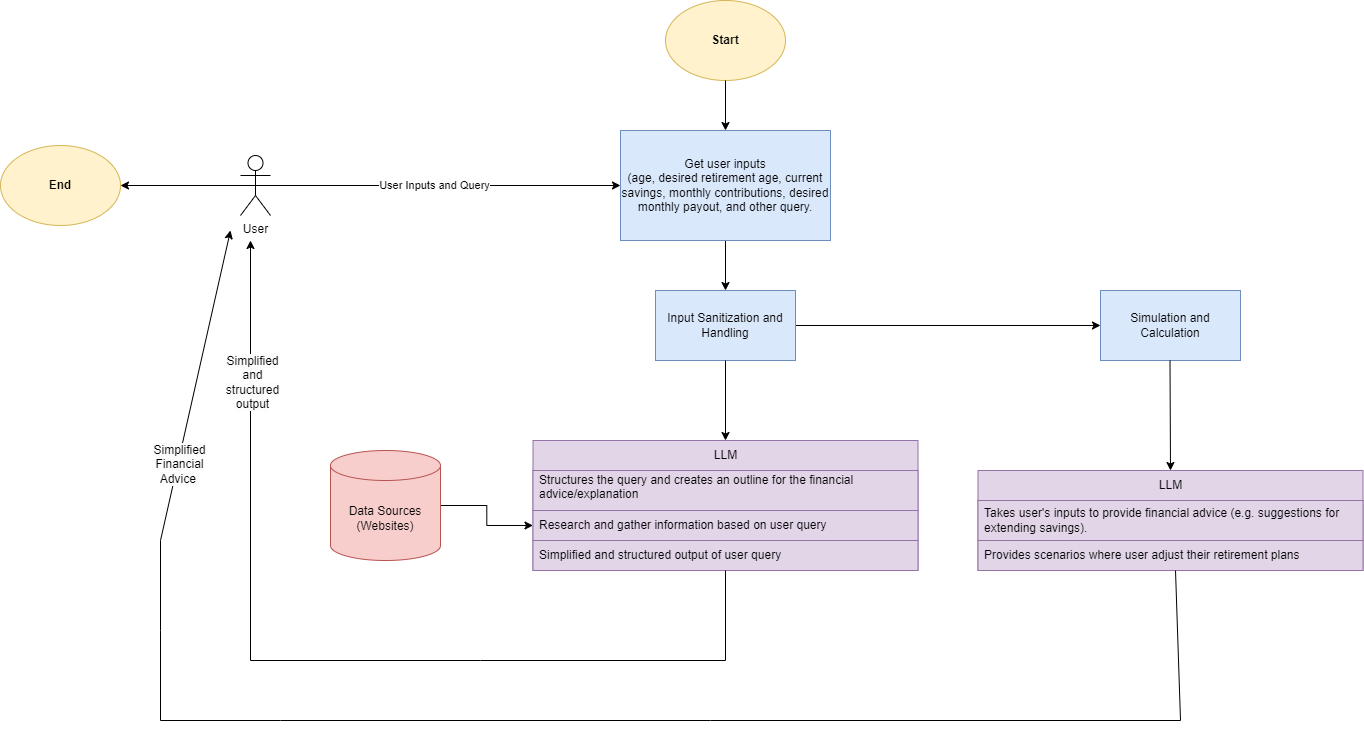 Start
Get user inputs
(age, desired retirement age, current
savings, monthly contributions, desired
monthly payout, and other query.
End
User Inputs and Query
User
Input Sanitization and
Handling
Simulation and
Calculation
Simplified
and
structured
output
Simplified
Financial
Advice
Data Sources
(Websites)
LLM
Structures the query and creates an outline for the financial
advice/explanation
Research and gather information based on user query
Simplified and structured output of user query
LLM
Takes user's inputs to provide financial advice (e.g. suggestions for
extending savings).
Provides scenarios where user adjust their retirement plans